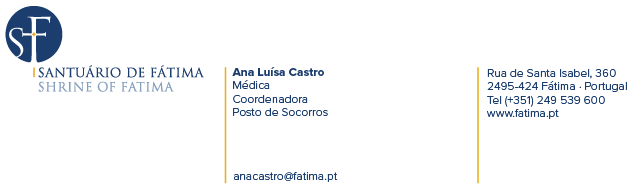 SF
SANTUÁRIO DE FÁTIMA
SHRINE OF FATIMA
Ana Luísa Castro
Médica
Coordenadora
Posto de Socorros
anacastro@fatima.pt
Rua de Santa Isabel, 360
2495-424 Fátima · Portugal
Tel (+351) 249 539 600
www.fatima.pt